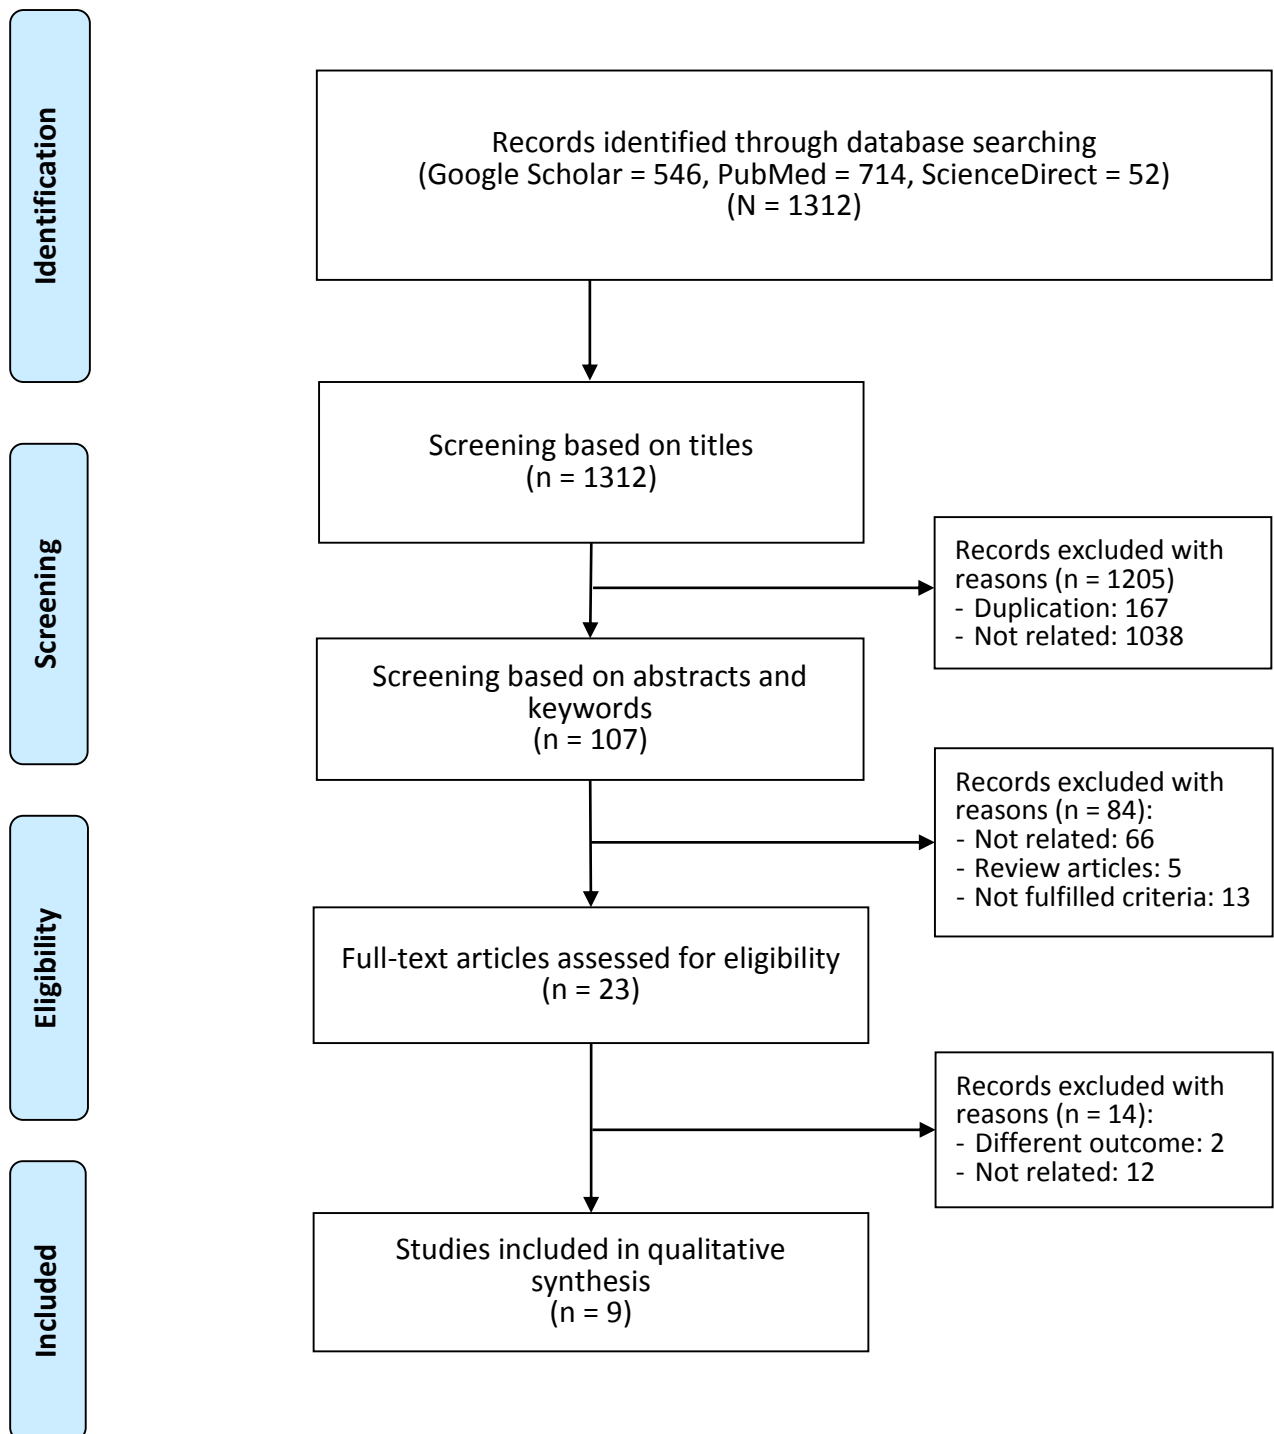 Identification
Records identified through database searching
(Google Scholar = 546, PubMed = 714, ScienceDirect = 52)
(N = 1312)
Screening based on titles
(n = 1312)
Screening
Records excluded with
reasons (n = 1205)
- Duplication: 167
- Not related: 1038
Screening based on abstracts and
keywords
(n = 107)
Records excluded with
reasons (n = 84):
- Not related: 66
- Review articles: 5
- Not fulfilled criteria: 13
Eligibility
Full-text articles assessed for eligibility
(n = 23)
Records excluded with
reasons (n = 14):
- Different outcome: 2
- Not related: 12
Included
Studies included in qualitative
synthesis
(n = 9)